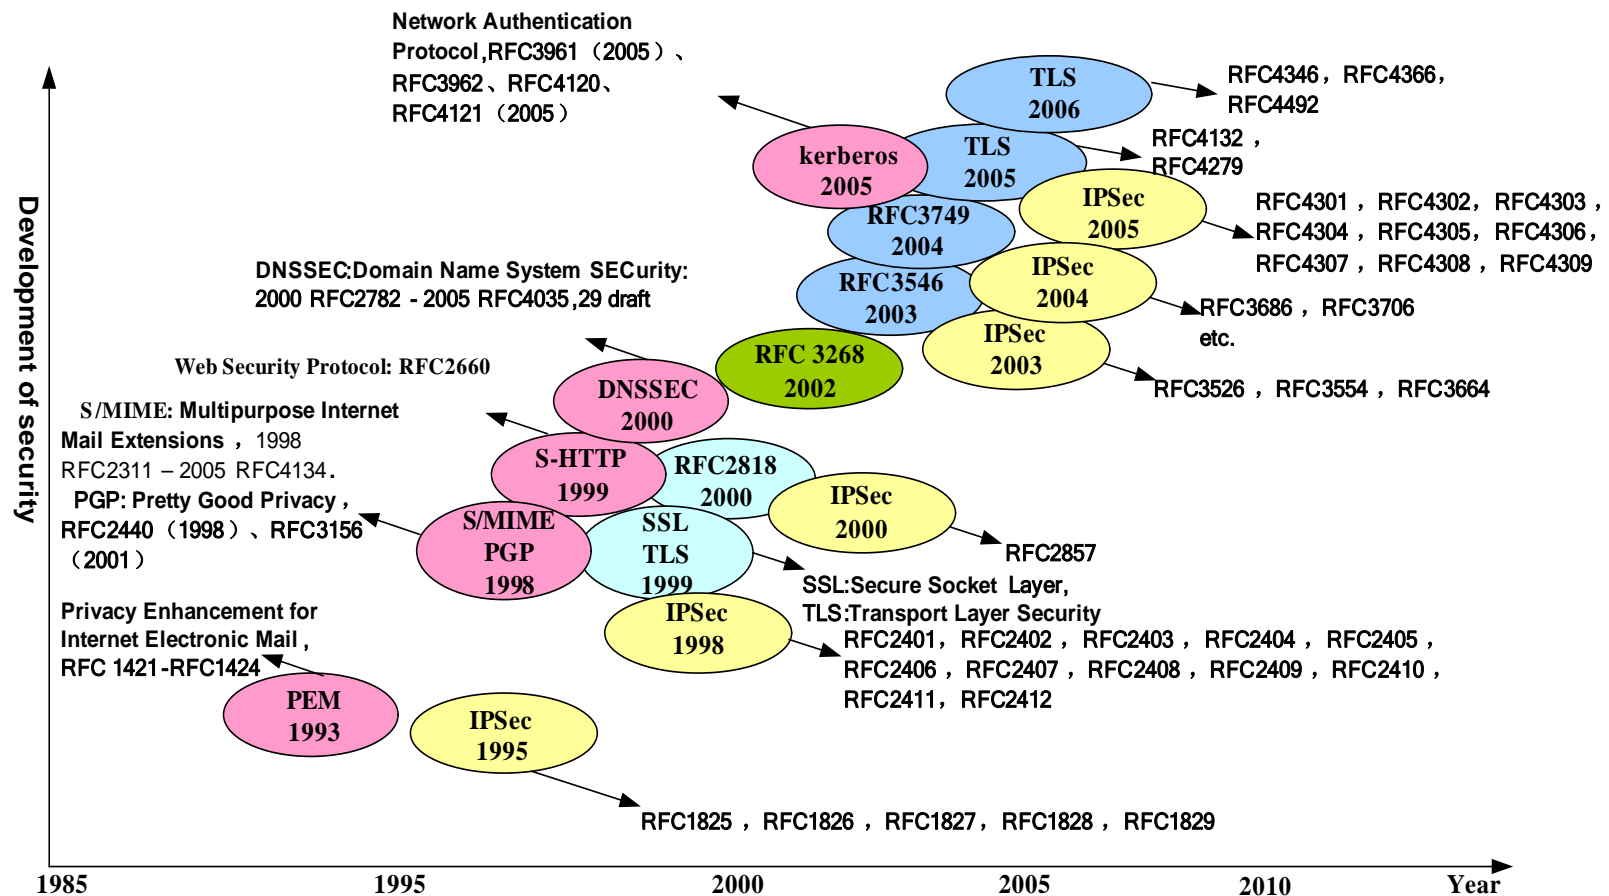 Network Authentication
Protocol,RFC3961（2005）、
RFC3962、RFC4120、
RFC4121（2005）
TLS
2006
RFC4346，RFC4366，
RFC4492
kerberos
2005
TLS
2005
RFC4132，
RFC4279
RFC3749
2004
IPSec
2005
RFC4301，RFC4302，RFC4303，
RFC4304，RFC4305，RFC4306，
RFC4307，RFC4308，RFC4309
DNSSEC:Domain Name System SECurity:
2000 RFC2782 - 2005 RFC4035,29 draft
RFC3546
2003
IPSec
2004
RFC3686，RFC3706
etc.
Web Security Protocol: RFC2660
DNSSEC
2000
RFC 3268
2002
IPSec
2003
RFC3526，RFC3554，RFC3664
S/MIME: Multipurpose Internet
Mail Extensions，1998
RFC2311 – 2005 RFC4134.
PGP: Pretty Good Privacy，
RFC2440（1998）、RFC3156
（2001）
S-HTTP
1999
RFC2818
2000
IPSec
2000
RFC2857
S/MIME
PGP
1998
SSL
TLS
1999
SSL:Secure Socket Layer,
TLS:Transport Layer Security
Privacy Enhancement for
Internet Electronic Mail，
RFC 1421-RFC1424
IPSec
1998
RFC2401，RFC2402，RFC2403，RFC2404，RFC2405，
RFC2406，RFC2407，RFC2408，RFC2409，RFC2410，
RFC2411，RFC2412
PEM
1993
IPSec
1995
RFC1825，RFC1826，RFC1827，RFC1828，RFC1829
Development of security
1985
1995
2000
2005
2010
Year